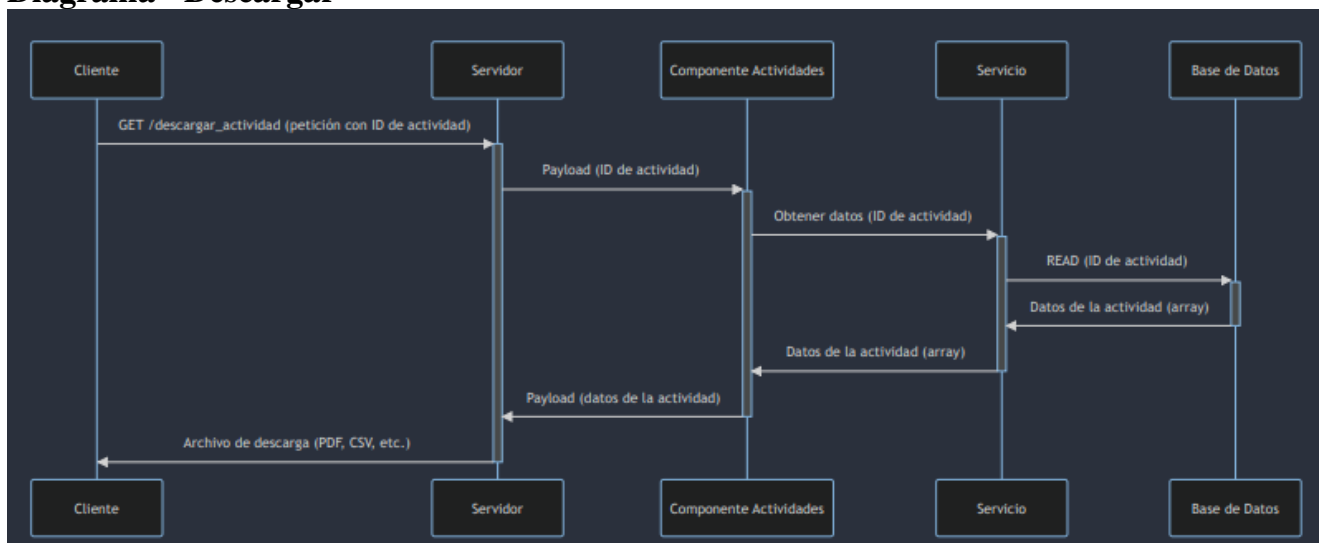 Diagrama - Descargar
Cliente
Servidor
Componente Actividades
Servicio
Base de Datos
GET /descargar_actividad (petición con ID de actividad)
Payload (ID de actividad)
Obtener datos (ID de actividad)
READ (ID de actividad)
Datos de la actividad (array)
Datos de la actividad (array)
Payload (datos de la actividad)
Archivo de descarga (PDF, CSV, etc.)
Cliente
Servidor
Componente Actividades
Servicio
Base de Datos